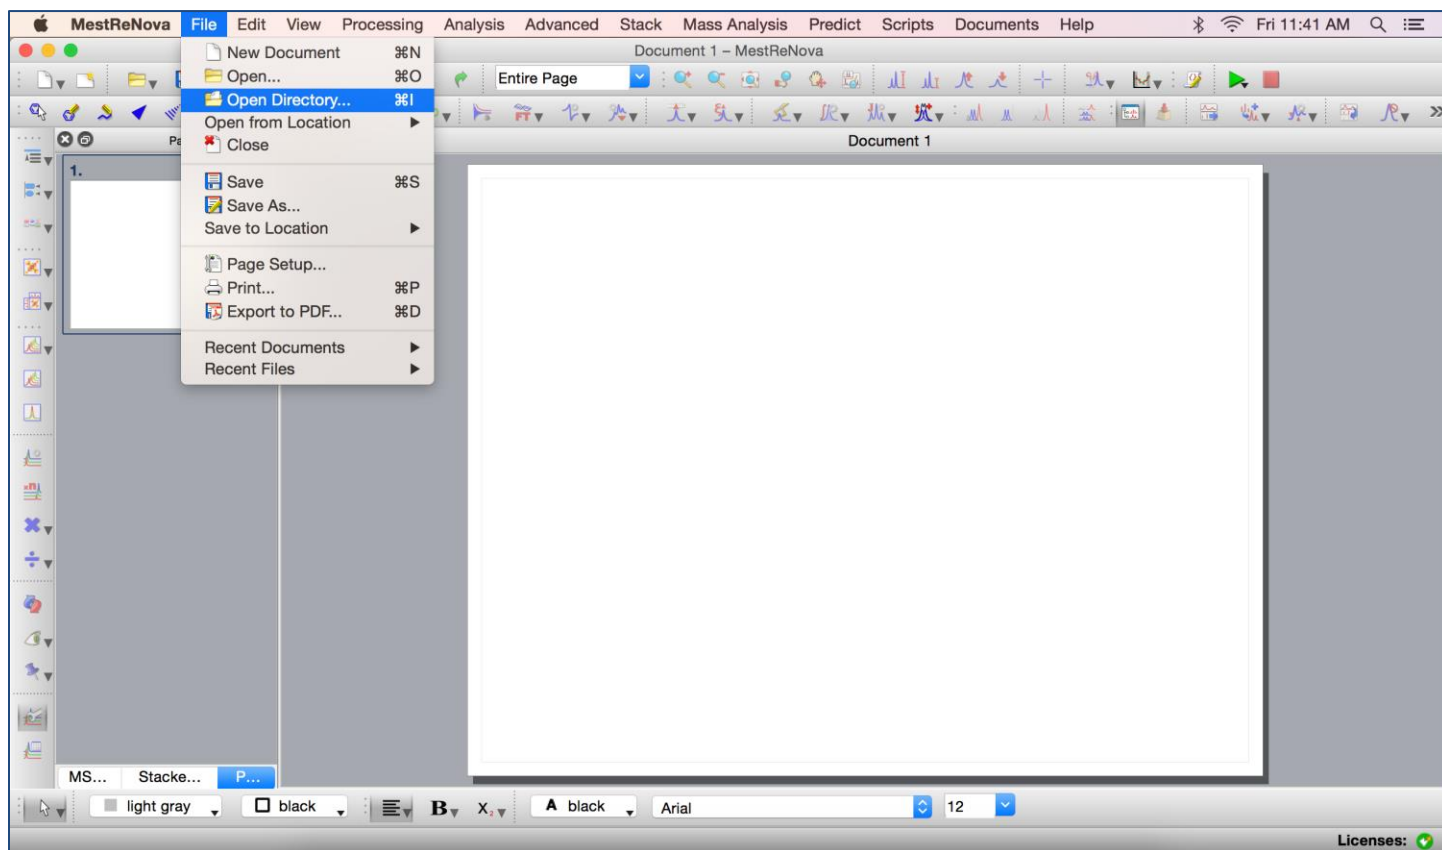 MestReNova File Edit View Processing Analysis Advanced Stack Mass Analysis Predict Scripts Documents Help Fri 11:41 AM
Document 1 – MestReNova
New Document ⌘N
Open... ⌘O
Entire Page
Open Directory... ⌘I
Open from Location ▶
Close
Pa
Document 1
1.
Save ⌘S
Save As...
Save to Location ▶
Page Setup...
Print... ⌘P
Export to PDF... ⌘D
Recent Documents ▶
Recent Files ▶
MS... Stacke... P...
light gray black B X₂ A black Arial 12
Licenses: